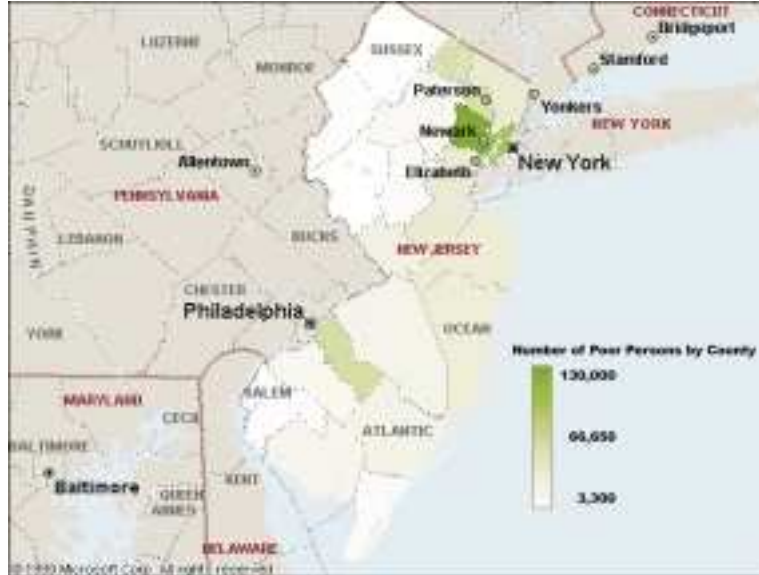 CONNECTICUT
Bridgeport
LUZERNE
SUSSEX
MONROE
Stamford
Paterson
Yonkers
NEW YORK
Newark
SCHUYLKILL
Allentown
New York
Elizabeth
PENNSYLVANIA
DAUPHIN
LEBANON
BUCKS
NEW JERSEY
CHESTER
Philadelphia
YORK
OCEAN
Number of Poor Persons by County
130,000
SALEM
MARYLAND
CECIL
ATLANTIC
66,650
BALTIMORE
KENT
Baltimore
QUEEN
ANNES
3,300
DELAWARE
© 1999 Microsoft Corp. All rights reserved